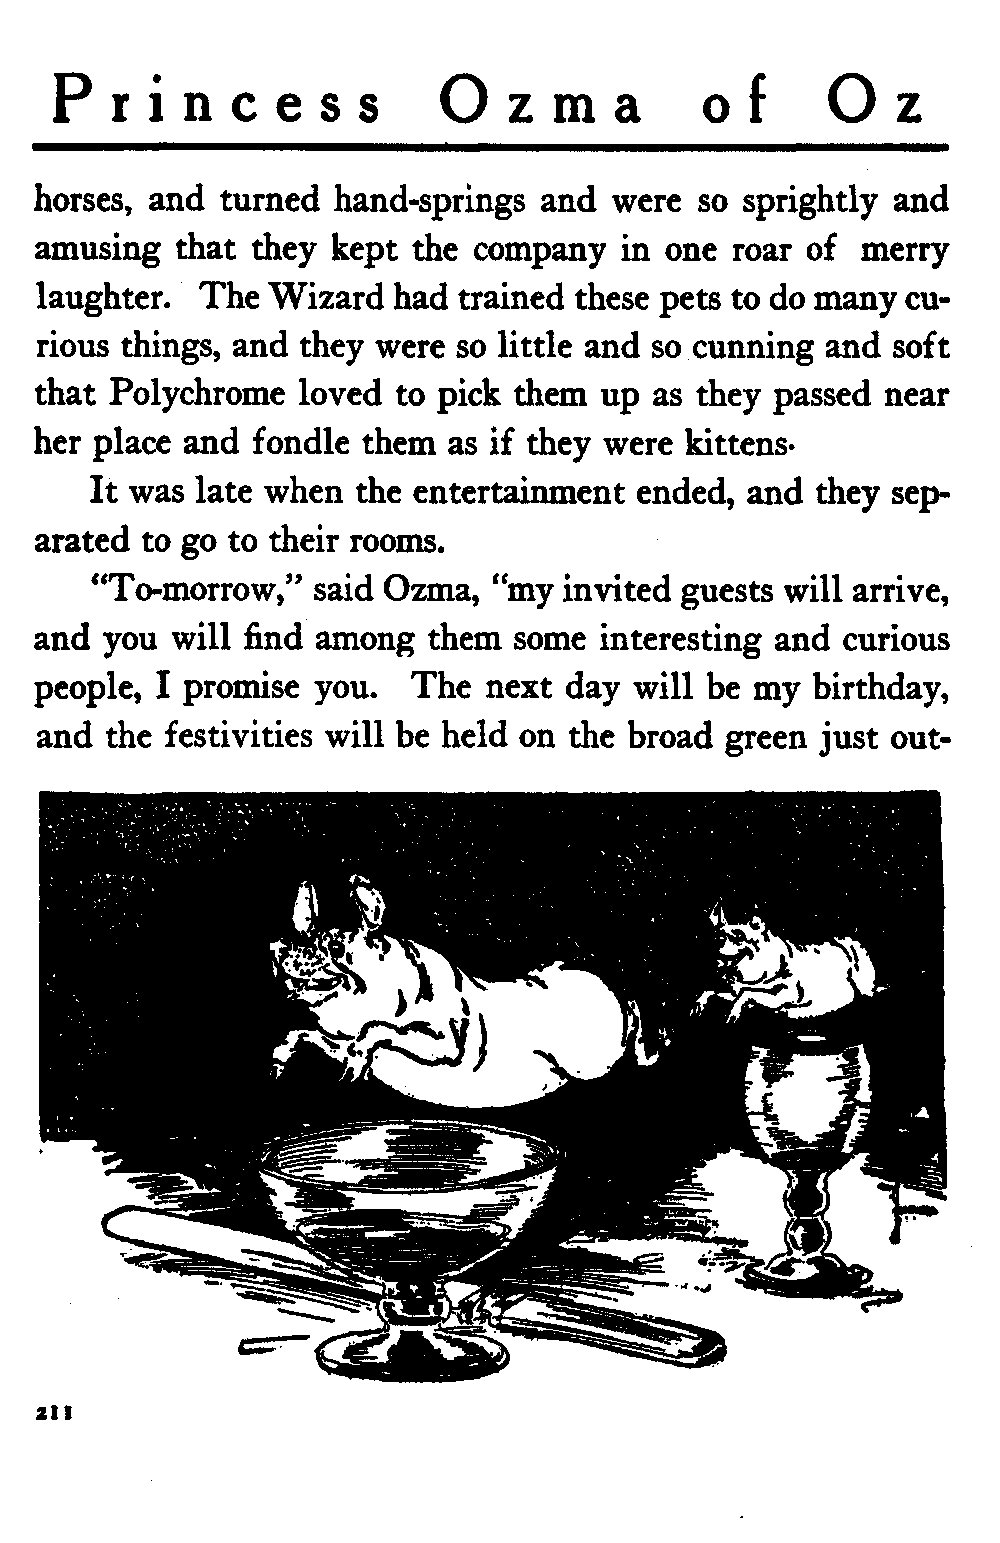 Princess Ozma of Oz
horses, and turned hand-springs and were so sprightly and
amusing that they kept the company in one roar of merry
laughter. The Wizard had trained these pets to do many cu-
rious things, and they were so little and so cunning and soft
that Polychrome loved to pick them up as they passed near
her place and fondle them as if they were kittens.
It was late when the entertainment ended, and they sep-
arated to go to their rooms.
“To-morrow,” said Ozma, “my invited guests will arrive,
and you will find among them some interesting and curious
people, I promise you. The next day will be my birthday,
and the festivities will be held on the broad green just out-
211